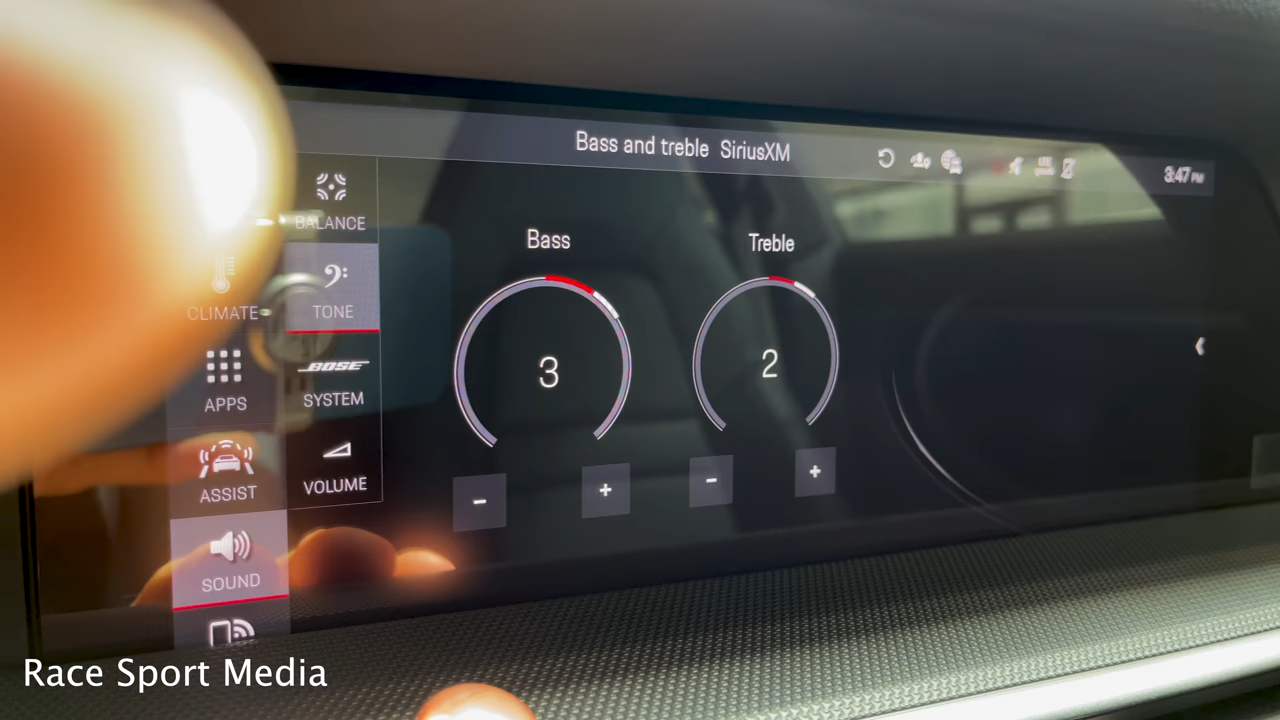 Bass and treble SiriusXM
3:47 PM
BALANCE
CLIMATE
TONE
APPS
BOSE
SYSTEM
ASSIST
VOLUME
SOUND
Bass
Treble
3
2
-
+
-
+
Race Sport Media